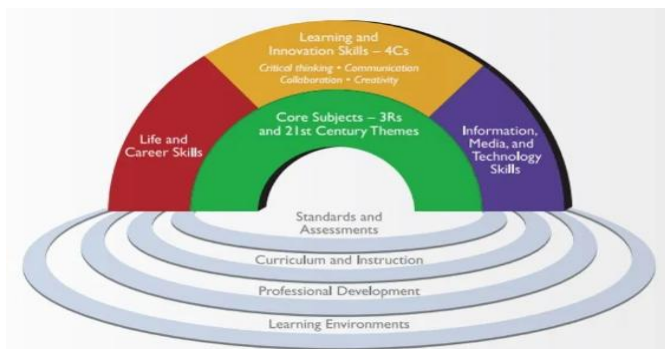 Learning and
Innovation Skills – 4Cs
Critical thinking • Communication
Collaboration • Creativity
Core Subjects – 3Rs
and 21st Century Themes
Life and
Career Skills
Information,
Media, and
Technology
Skills
Standards and
Assessments
Curriculum and Instruction
Professional Development
Learning Environments